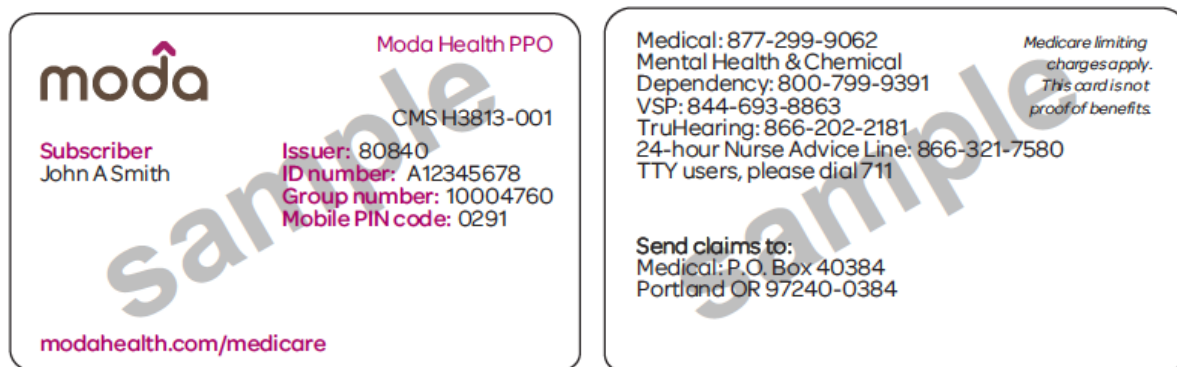 moda
Moda Health PPO
CMS H3813-001
Subscriber
John A Smith
Issuer: 80840
ID number: A12345678
Group number: 10004760
Mobile PIN code: 0291
modahealth.com/medicare
sample
Medical: 877-299-9062
Mental Health & Chemical
Dependency: 800-799-9391
VSP: 844-693-8863
TruHearing: 866-202-2181
24-hour Nurse Advice Line: 866-321-7580
TTY users, please dial 711
Medicare limiting
charges apply.
This card is not
proof of benefits.
Send claims to:
Medical: P.O. Box 40384
Portland OR 97240-0384
sample